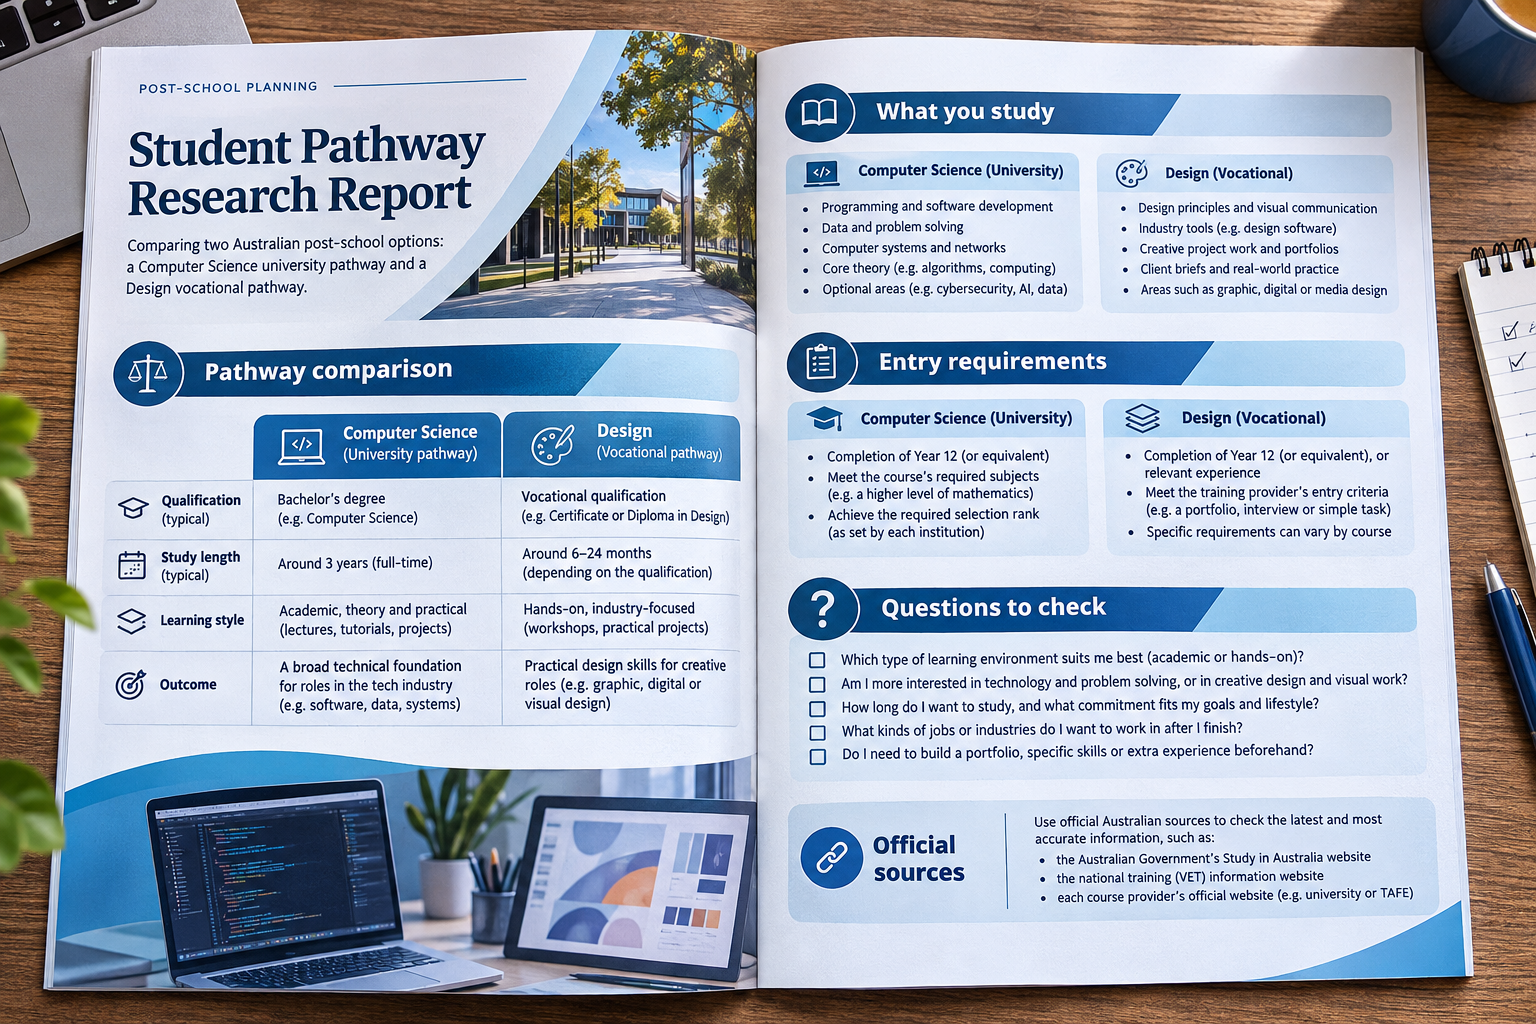 POST-SCHOOL PLANNING
Student Pathway
Research Report
Comparing two Australian post-school options:
a Computer Science university pathway and a
Design vocational pathway.
Pathway comparison
Computer Science
(University pathway)
Design
(Vocational pathway)
Qualification
(typical)
Bachelor's degree
(e.g. Computer Science)
Vocational qualification
(e.g. Certificate or Diploma in Design)
Study length
(typical)
Around 3 years (full-time)
Around 6–24 months
(depending on the qualification)
Learning style
Academic, theory and practical
(lectures, tutorials, projects)
Hands-on, industry-focused
(workshops, practical projects)
Outcome
A broad technical foundation
for roles in the tech industry
(e.g. software, data, systems)
Practical design skills for creative
roles (e.g. graphic, digital or
visual design)
What you study
</> Computer Science (University)
• Programming and software development
• Data and problem solving
• Computer systems and networks
• Core theory (e.g. algorithms, computing)
• Optional areas (e.g. cybersecurity, AI, data)
Design (Vocational)
• Design principles and visual communication
• Industry tools (e.g. design software)
• Creative project work and portfolios
• Client briefs and real-world practice
• Areas such as graphic, digital or media design
Entry requirements
Computer Science (University)
• Completion of Year 12 (or equivalent)
• Meet the course's required subjects
(e.g. a higher level of mathematics)
• Achieve the required selection rank
(as set by each institution)
Design (Vocational)
• Completion of Year 12 (or equivalent), or
relevant experience
• Meet the training provider's entry criteria
(e.g. a portfolio, interview or simple task)
• Specific requirements can vary by course
? Questions to check
Which type of learning environment suits me best (academic or hands-on)?
Am I more interested in technology and problem solving, or in creative design and visual work?
How long do I want to study, and what commitment fits my goals and lifestyle?
What kinds of jobs or industries do I want to work in after I finish?
Do I need to build a portfolio, specific skills or extra experience beforehand?
Official
sources
Use official Australian sources to check the latest and most
accurate information, such as:
• the Australian Government's Study in Australia website
• the national training (VET) information website
• each course provider's official website (e.g. university or TAFE)